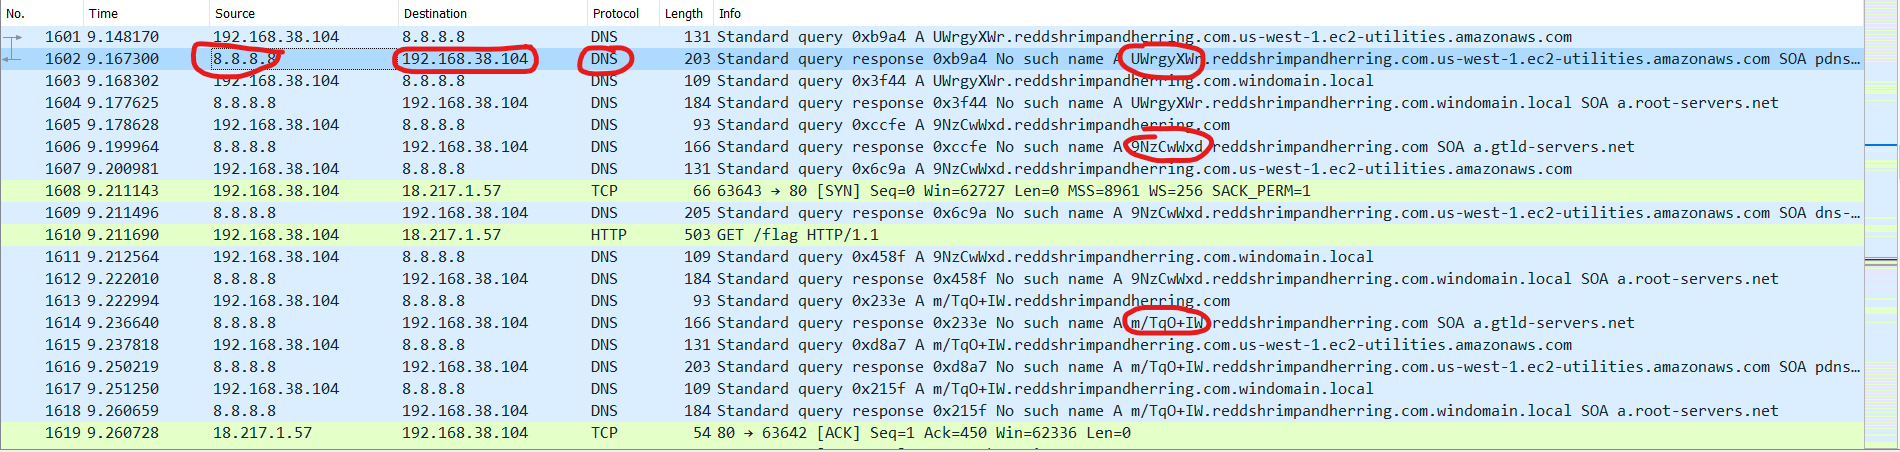 No. Time Source Destination Protocol Length Info
1601 9.148170 192.168.38.104 8.8.8.8 DNS 131 Standard query 0xb9a4 A UWrgyXWr.reddshrimpandherring.com.us-west-1.ec2-utilities.amazonaws.com
1602 9.167300 8.8.8.8 192.168.38.104 DNS 203 Standard query response 0xb9a4 No such name A UWrgyXWr.reddshrimpandherring.com.us-west-1.ec2-utilities.amazonaws.com SOA pdns…
1603 9.168302 192.168.38.104 8.8.8.8 DNS 109 Standard query 0x3f44 A UWrgyXWr.reddshrimpandherring.com.windomain.local
1604 9.177625 8.8.8.8 192.168.38.104 DNS 184 Standard query response 0x3f44 No such name A UWrgyXWr.reddshrimpandherring.com.windomain.local SOA a.root-servers.net
1605 9.178628 192.168.38.104 8.8.8.8 DNS 93 Standard query 0xccfe A 9NzCwWxd.reddshrimpandherring.com
1606 9.199964 8.8.8.8 192.168.38.104 DNS 166 Standard query response 0xccfe No such name A 9NzCwWxd.reddshrimpandherring.com SOA a.gtld-servers.net
1607 9.200981 192.168.38.104 8.8.8.8 DNS 131 Standard query 0x6c9a A 9NzCwWxd.reddshrimpandherring.com.us-west-1.ec2-utilities.amazonaws.com
1608 9.211143 192.168.38.104 18.217.1.57 TCP 66 63643 → 80 [SYN] Seq=0 Win=62727 Len=0 MSS=8961 WS=256 SACK_PERM=1
1609 9.211496 8.8.8.8 192.168.38.104 DNS 205 Standard query response 0x6c9a No such name A 9NzCwWxd.reddshrimpandherring.com.us-west-1.ec2-utilities.amazonaws.com SOA dns-…
1610 9.211690 192.168.38.104 18.217.1.57 HTTP 503 GET /flag HTTP/1.1
1611 9.212564 192.168.38.104 8.8.8.8 DNS 109 Standard query 0x458f A 9NzCwWxd.reddshrimpandherring.com.windomain.local
1612 9.222010 8.8.8.8 192.168.38.104 DNS 184 Standard query response 0x458f No such name A 9NzCwWxd.reddshrimpandherring.com.windomain.local SOA a.root-servers.net
1613 9.222994 192.168.38.104 8.8.8.8 DNS 93 Standard query 0x233e A m/TqO+IW.reddshrimpandherring.com
1614 9.236640 8.8.8.8 192.168.38.104 DNS 166 Standard query response 0x233e No such name A m/TqO+IW.reddshrimpandherring.com SOA a.gtld-servers.net
1615 9.237818 192.168.38.104 8.8.8.8 DNS 131 Standard query 0xd8a7 A m/TqO+IW.reddshrimpandherring.com.us-west-1.ec2-utilities.amazonaws.com
1616 9.250219 8.8.8.8 192.168.38.104 DNS 203 Standard query response 0xd8a7 No such name A m/TqO+IW.reddshrimpandherring.com.us-west-1.ec2-utilities.amazonaws.com SOA pdns…
1617 9.251250 192.168.38.104 8.8.8.8 DNS 109 Standard query 0x215f A m/TqO+IW.reddshrimpandherring.com.windomain.local
1618 9.260659 8.8.8.8 192.168.38.104 DNS 184 Standard query response 0x215f No such name A m/TqO+IW.reddshrimpandherring.com.windomain.local SOA a.root-servers.net
1619 9.260728 18.217.1.57 192.168.38.104 TCP 54 80 → 63642 [ACK] Seq=1 Ack=450 Win=62336 Len=0